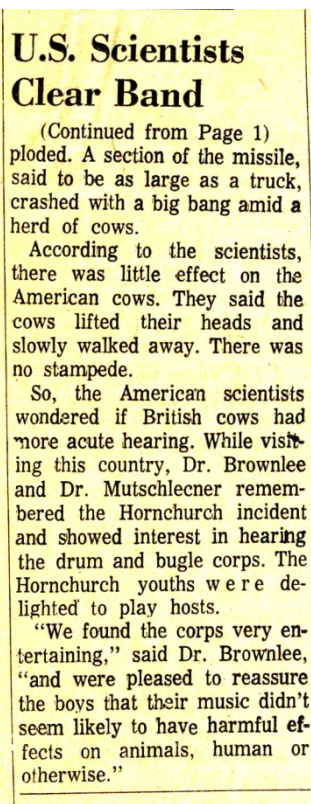 U.S. Scientists
Clear Band
(Continued from Page 1)
ploded. A section of the missile,
said to be as large as a truck,
crashed with a big bang amid a
herd of cows.
According to the scientists,
there was little effect on the
American cows. They said the
cows lifted their heads and
slowly walked away. There was
no stampede.
So, the American scientists
wondered if British cows had
more acute hearing. While visit-
ing this country, Dr. Brownlee
and Dr. Mutschlecner remem-
bered the Hornchurch incident
and showed interest in hearing
the drum and bugle corps. The
Hornchurch youths were de-
lighted to play hosts.
"We found the corps very en-
tertaining," said Dr. Brownlee,
"and were pleased to reassure
the boys that their music didn't
seem likely to have harmful ef-
fects on animals, human or
otherwise."